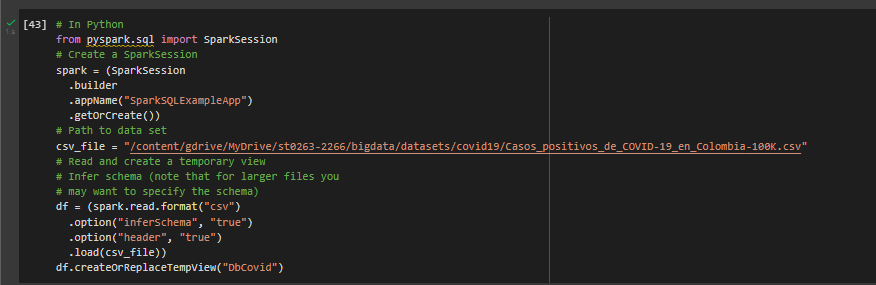 [43] # In Python
1s from pyspark.sql import SparkSession
# Create a SparkSession
spark = (SparkSession
.builder
.appName("SparkSQLExampleApp")
.getOrCreate())
# Path to data set
csv_file = "/content/gdrive/MyDrive/st0263-2266/bigdata/datasets/covid19/Casos_positivos_de_COVID-19_en_Colombia-100K.csv"
# Read and create a temporary view
# Infer schema (note that for larger files you
# may want to specify the schema)
df = (spark.read.format("csv")
.option("inferSchema", "true")
.option("header", "true")
.load(csv_file))
df.createOrReplaceTempView("DbCovid")